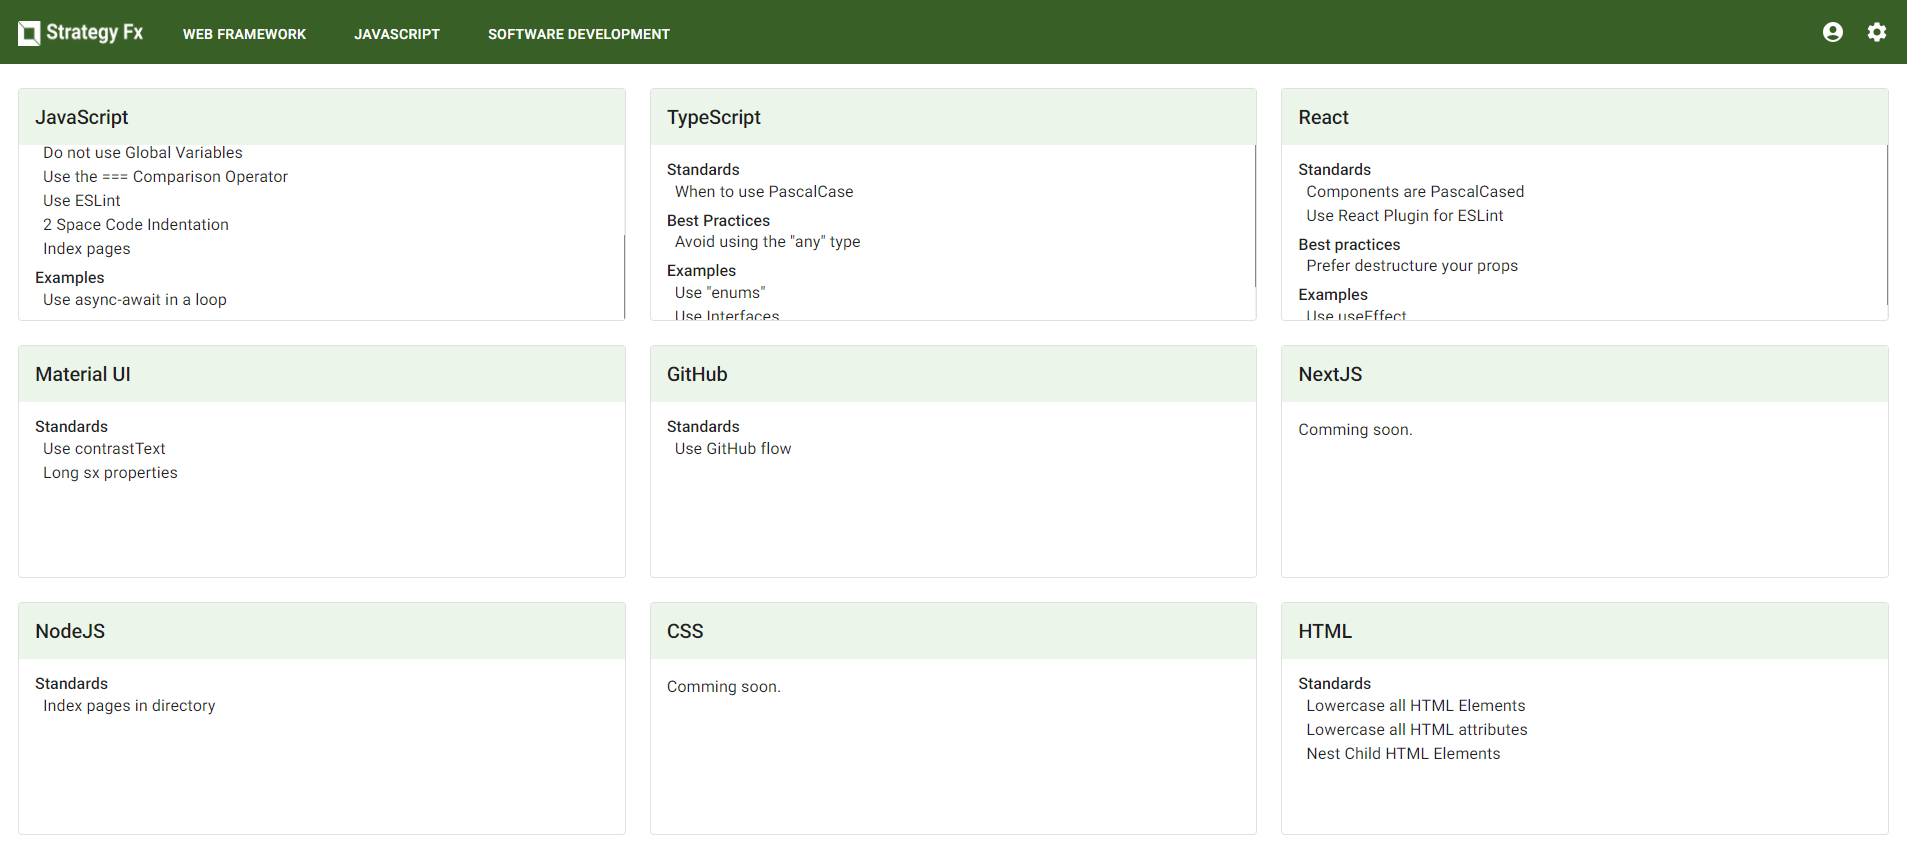 Strategy Fx
WEB FRAMEWORK
JAVASCRIPT
SOFTWARE DEVELOPMENT
JavaScript
Do not use Global Variables
Use the === Comparison Operator
Use ESLint
2 Space Code Indentation
Index pages
Examples
Use async-await in a loop
TypeScript
Standards
When to use PascalCase
Best Practices
Avoid using the "any" type
Examples
Use "enums"
Use Interfaces
React
Standards
Components are PascalCased
Use React Plugin for ESLint
Best practices
Prefer destructure your props
Examples
Use useEffect
Material UI
Standards
Use contrastText
Long sx properties
GitHub
Standards
Use GitHub flow
NextJS
Comming soon.
NodeJS
Standards
Index pages in directory
CSS
Comming soon.
HTML
Standards
Lowercase all HTML Elements
Lowercase all HTML attributes
Nest Child HTML Elements